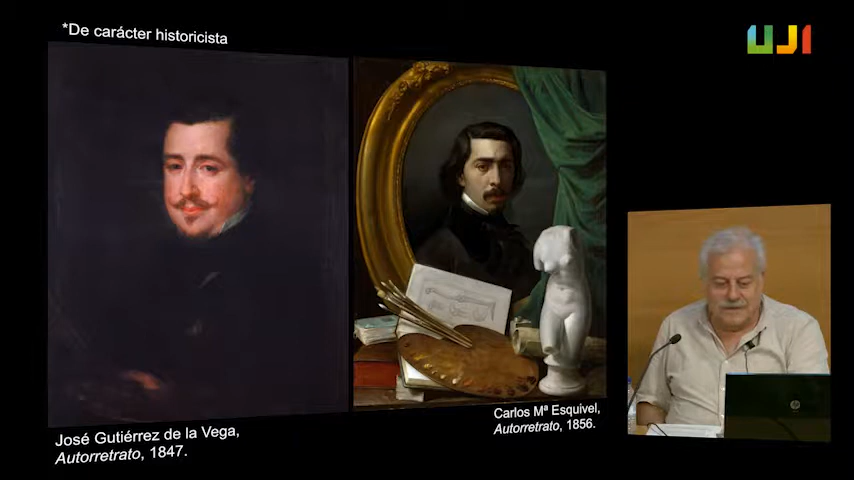 *De carácter historicista
UJI
José Gutiérrez de la Vega,
Autorretrato, 1847.
Carlos Mª Esquivel,
Autorretrato, 1856.